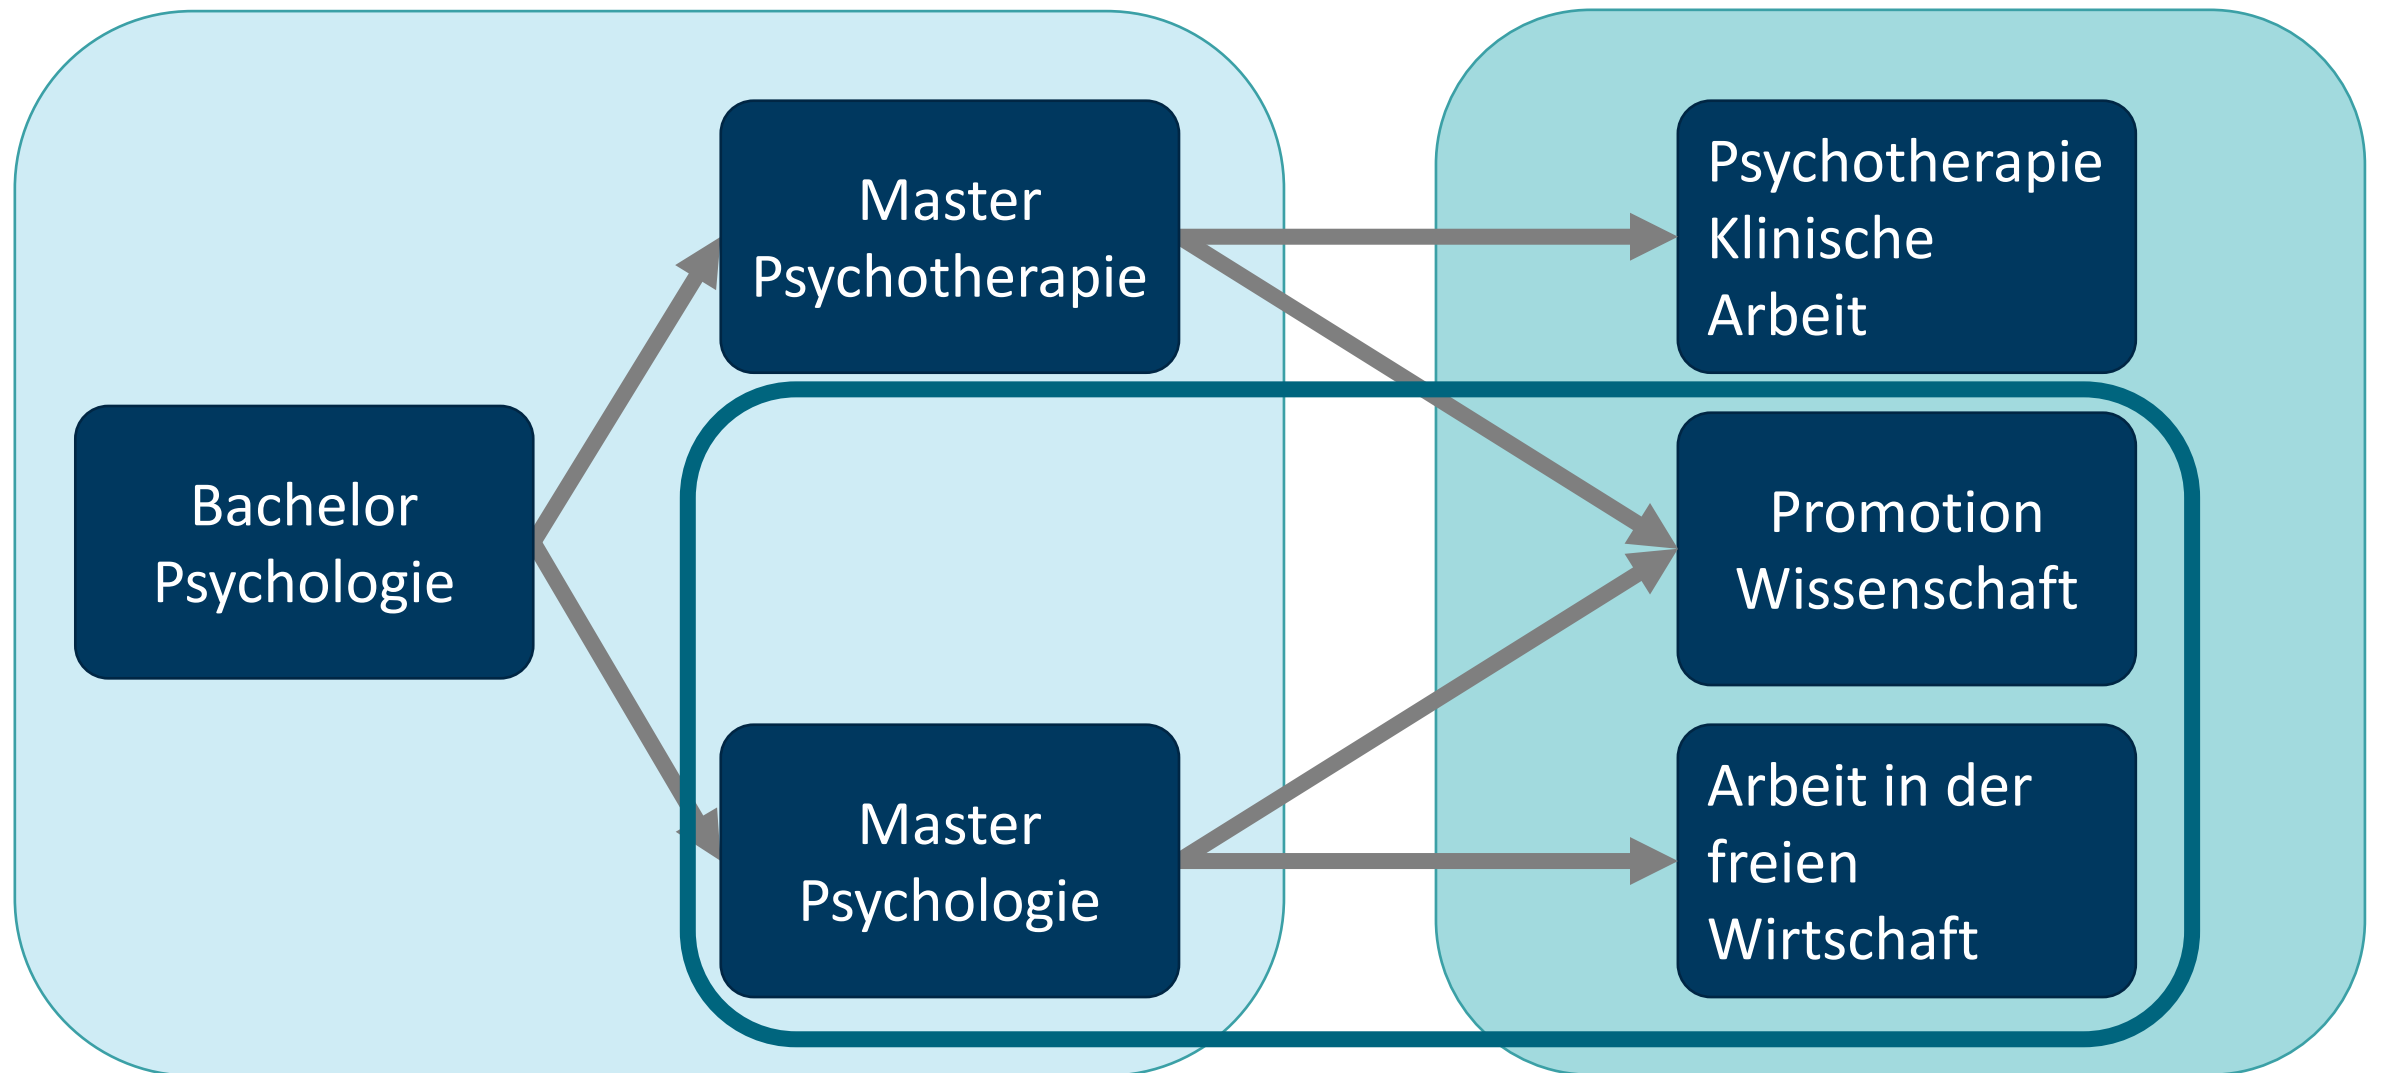 Bachelor
Psychologie
Master
Psychotherapie
Master
Psychologie
Psychotherapie
Klinische
Arbeit
Promotion
Wissenschaft
Arbeit in der
freien
Wirtschaft